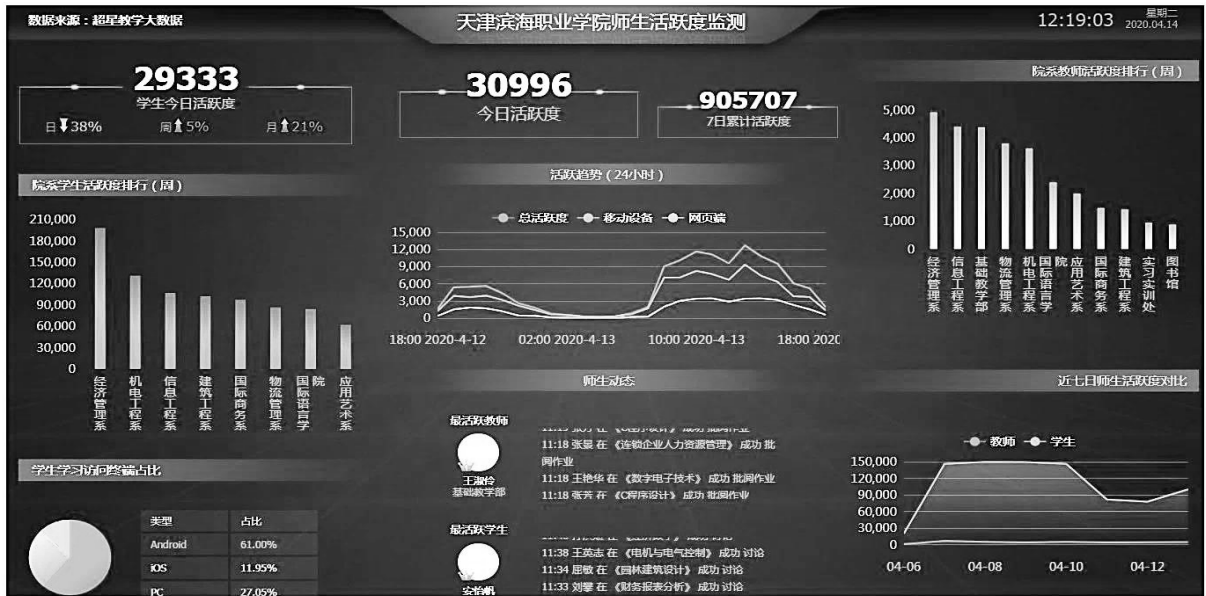 数据来源：超星教学大数据
天津滨海职业学院师生活跃度监测
12:19:03
星期二
2020.04.14
29333
学生今日活跃度
日⬇38%
周⬆5%
月⬆21%
院系学生活跃度排行（周）
210,000
180,000
150,000
120,000
90,000
60,000
30,000
0
经济管理系
机电工程系
信息工程系
建筑工程系
国际商务系
物流管理系
国际语言学院
应用艺术系
学生学习访问终端占比
类型 占比
Android 61.00%
iOS 11.95%
PC 27.05%
30996
今日活跃度
905707
7日累计活跃度
活跃趋势（24小时）
总活跃度 移动设备 网页端
15,000
12,000
9,000
6,000
3,000
0
18:00 2020-4-12 02:00 2020-4-13 10:00 2020-4-13 18:00 202
师生动态
最活跃教师
王淑伶
基础教学部
11:18 张景 在 《连锁企业人力资源管理》 成功 批
阅作业
11:18 王艳华 在 《数字电子技术》 成功 批阅作业
11:18 张芳 在 《C程序设计》 成功 批阅作业
最活跃学生
安怡帆
11:38 王英志 在 《电机与电气控制》 成功 讨论
11:34 屈敏 在 《园林建筑设计》 成功 讨论
11:33 刘攀 在 《财务报表分析》 成功 讨论
院系教师活跃度排行（周）
5,000
4,000
3,000
2,000
1,000
0
经济管理系
信息工程系
基础教学部
物流管理系
机电工程系
国际语言学院
应用艺术系
国际商务系
建筑工程系
实习实训处
图书馆
近七日师生活跃度对比
教师 学生
150,000
120,000
90,000
60,000
30,000
0
04-06 04-08 04-10 04-12